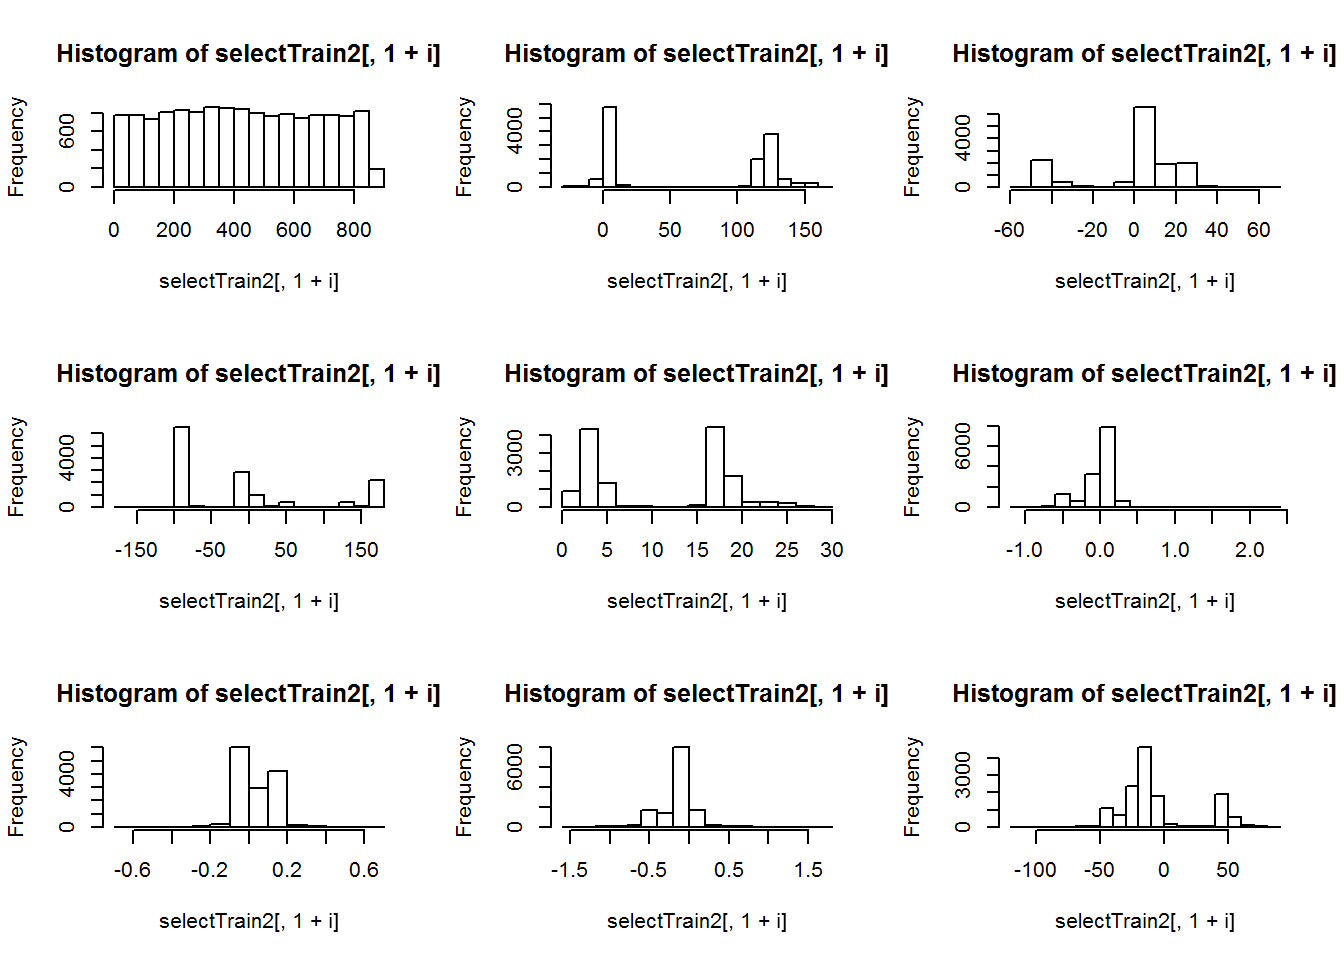 Histogram of selectTrain2[, 1 + i]
Frequency
0 600
0 200 400 600 800
selectTrain2[, 1 + i]
Histogram of selectTrain2[, 1 + i]
Frequency
0 4000
0 50 100 150
selectTrain2[, 1 + i]
Histogram of selectTrain2[, 1 + i]
Frequency
0 4000
-60 -20 0 20 40 60
selectTrain2[, 1 + i]
Histogram of selectTrain2[, 1 + i]
Frequency
0 4000
-150 -50 50 150
selectTrain2[, 1 + i]
Histogram of selectTrain2[, 1 + i]
Frequency
0 3000
0 5 10 15 20 25 30
selectTrain2[, 1 + i]
Histogram of selectTrain2[, 1 + i]
Frequency
0 6000
-1.0 0.0 1.0 2.0
selectTrain2[, 1 + i]
Histogram of selectTrain2[, 1 + i]
Frequency
0 4000
-0.6 -0.2 0.2 0.6
selectTrain2[, 1 + i]
Histogram of selectTrain2[, 1 + i]
Frequency
0 6000
-1.5 -0.5 0.5 1.5
selectTrain2[, 1 + i]
Histogram of selectTrain2[, 1 + i]
Frequency
0 3000
-100 -50 0 50
selectTrain2[, 1 + i]